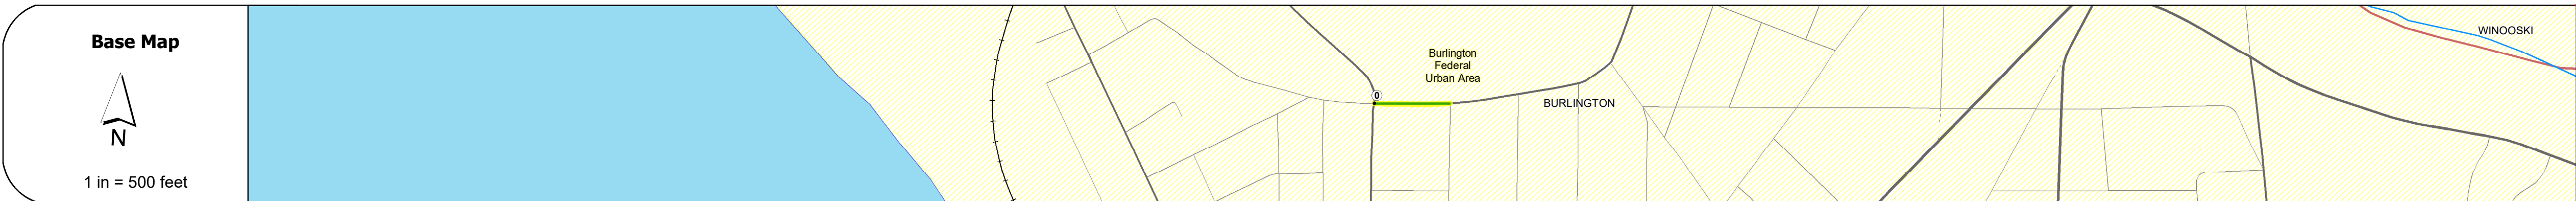 Base Map
N
1 in = 500 feet
Burlington
Federal
Urban Area
0
BURLINGTON
WINOOSKI